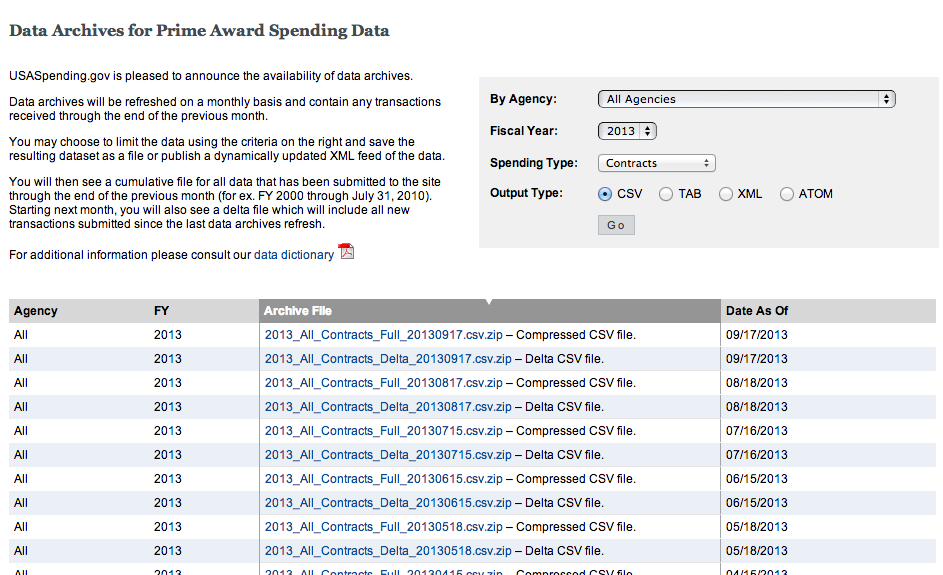 Data Archives for Prime Award Spending Data
USASpending.gov is pleased to announce the availability of data archives.
Data archives will be refreshed on a monthly basis and contain any transactions
received through the end of the previous month.
You may choose to limit the data using the criteria on the right and save the
resulting dataset as a file or publish a dynamically updated XML feed of the data.
You will then see a cumulative file for all data that has been submitted to the site
through the end of the previous month (for ex. FY 2000 through July 31, 2010).
Starting next month, you will also see a delta file which will include all new
transactions submitted since the last data archives refresh.
For additional information please consult our data dictionary
By Agency: All Agencies
Fiscal Year: 2013
Spending Type: Contracts
Output Type: CSV TAB XML ATOM
Go
Agency FY Archive File Date As Of
All 2013 2013_All_Contracts_Full_20130917.csv.zip – Compressed CSV file. 09/17/2013
All 2013 2013_All_Contracts_Delta_20130917.csv.zip – Delta CSV file. 09/17/2013
All 2013 2013_All_Contracts_Full_20130817.csv.zip – Compressed CSV file. 08/18/2013
All 2013 2013_All_Contracts_Delta_20130817.csv.zip – Delta CSV file. 08/18/2013
All 2013 2013_All_Contracts_Full_20130715.csv.zip – Compressed CSV file. 07/16/2013
All 2013 2013_All_Contracts_Delta_20130715.csv.zip – Delta CSV file. 07/16/2013
All 2013 2013_All_Contracts_Full_20130615.csv.zip – Compressed CSV file. 06/15/2013
All 2013 2013_All_Contracts_Delta_20130615.csv.zip – Delta CSV file. 06/15/2013
All 2013 2013_All_Contracts_Full_20130518.csv.zip – Compressed CSV file. 05/18/2013
All 2013 2013_All_Contracts_Delta_20130518.csv.zip – Delta CSV file. 05/18/2013
All 2013 2013_All_Contracts_Full_20130415.csv.zip – Compressed CSV file. 04/15/2013